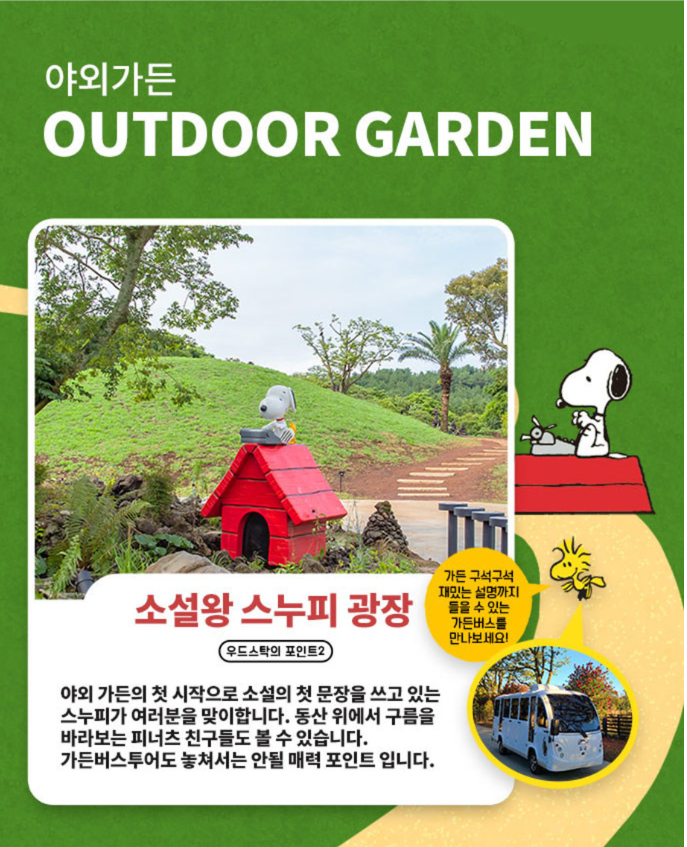 야외가든
OUTDOOR GARDEN
소설왕 스누피 광장
우드스탁의 포인트2
야외 가든의 첫 시작으로 소설의 첫 문장을 쓰고 있는
스누피가 여러분을 맞이합니다. 동산 위에서 구름을
바라보는 피너츠 친구들도 볼 수 있습니다.
가든버스투어도 놓쳐서는 안될 매력 포인트 입니다.
가든 구석구석
재밌는 설명까지
들을 수 있는
가든버스를
만나보세요!